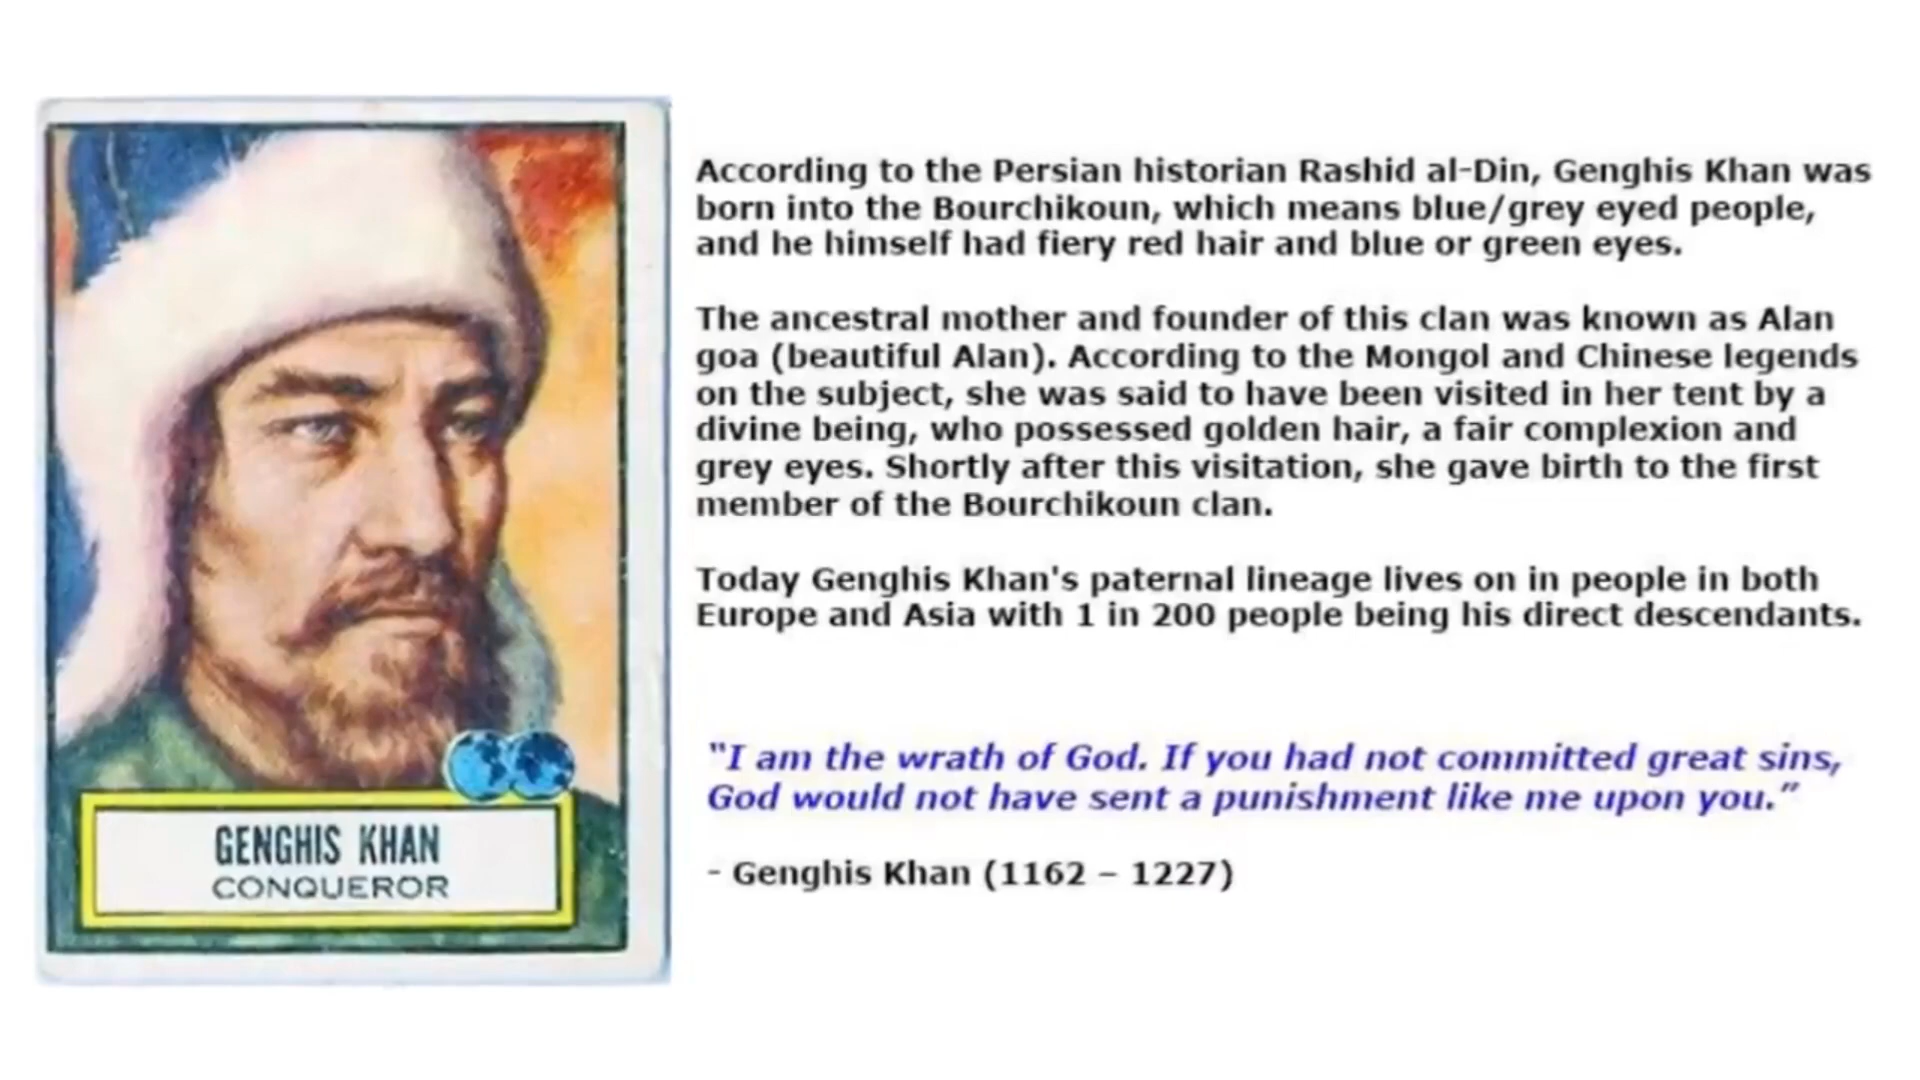 According to the Persian historian Rashid al-Din, Genghis Khan was
born into the Bourchikoun, which means blue/grey eyed people,
and he himself had fiery red hair and blue or green eyes.
The ancestral mother and founder of this clan was known as Alan
goa (beautiful Alan). According to the Mongol and Chinese legends
on the subject, she was said to have been visited in her tent by a
divine being, who possessed golden hair, a fair complexion and
grey eyes. Shortly after this visitation, she gave birth to the first
member of the Bourchikoun clan.
Today Genghis Khan's paternal lineage lives on in people in both
Europe and Asia with 1 in 200 people being his direct descendants.
"I am the wrath of God. If you had not committed great sins,
God would not have sent a punishment like me upon you.”
- Genghis Khan (1162 – 1227)
GENGHIS KHAN
CONQUEROR